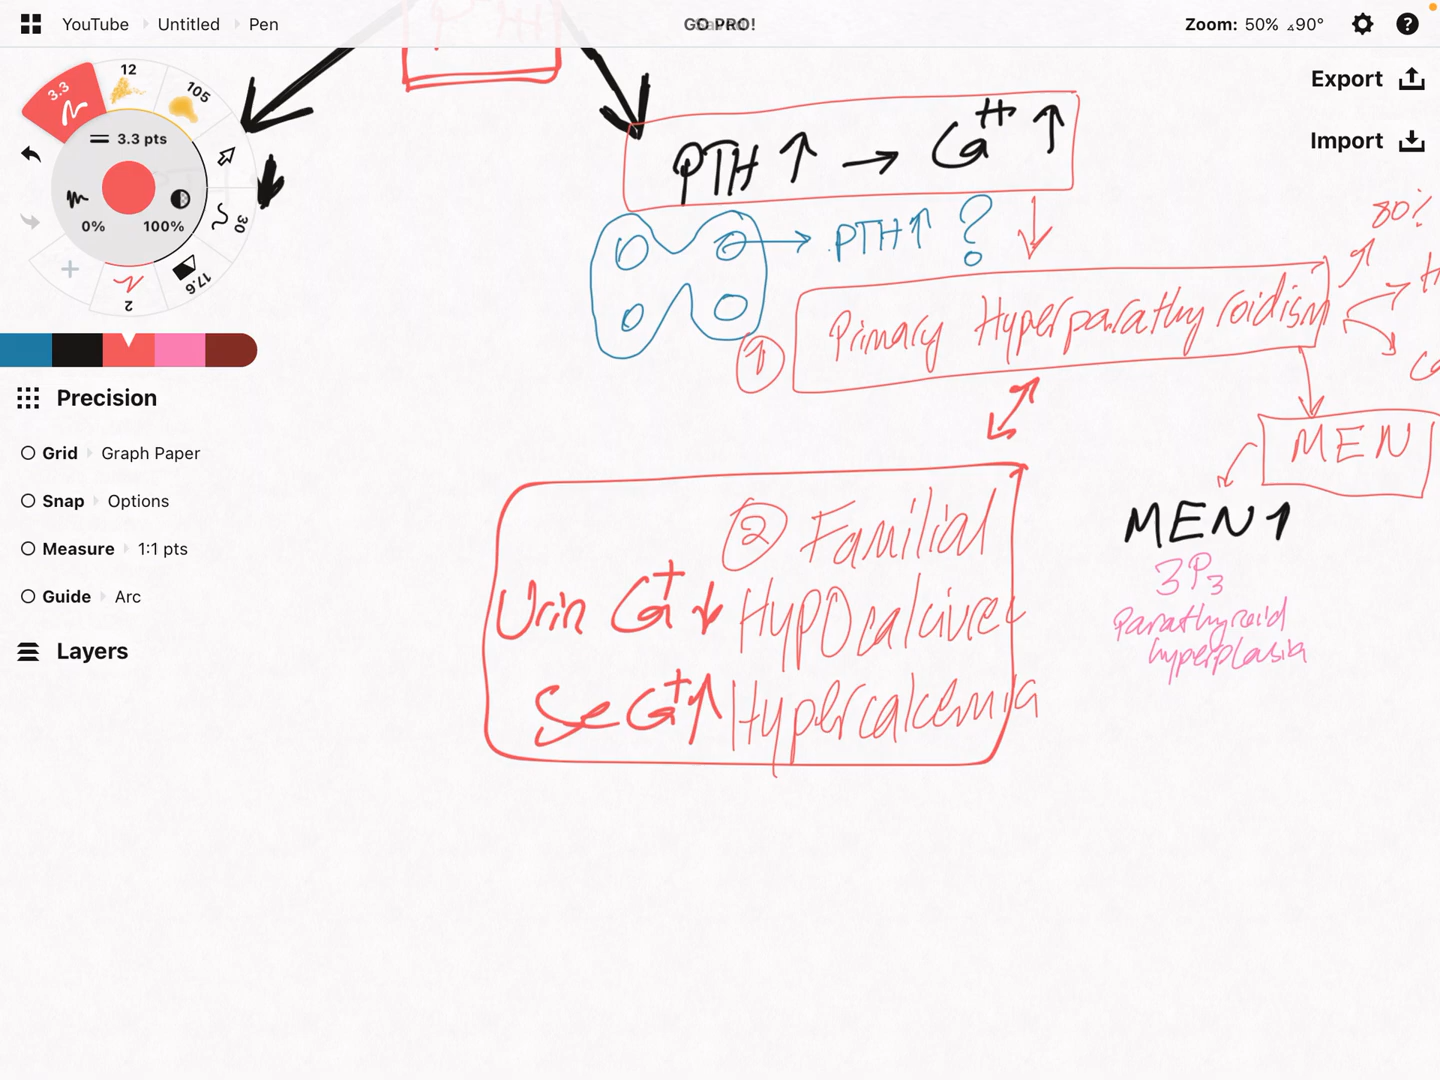 YouTube Untitled Pen
GO PRO!
Zoom: 50% ⊿90°
Export
Import
3.3
12
105
3.3 pts
0% 100%
30
17.6
2
Precision
Grid Graph Paper
Snap Options
Measure 1:1 pts
Guide Arc
Layers
PTH ↑ → Ca++ ↑
PTH↑ ?
80%
① Primary Hyperparathyroidism
MEN
MEN 1
3P3
Parathyroid
hyperplasia
② Familial
Urin Ca+ ↓ HypOcalciurec
Se Ca+ ↑ Hypercalcemia